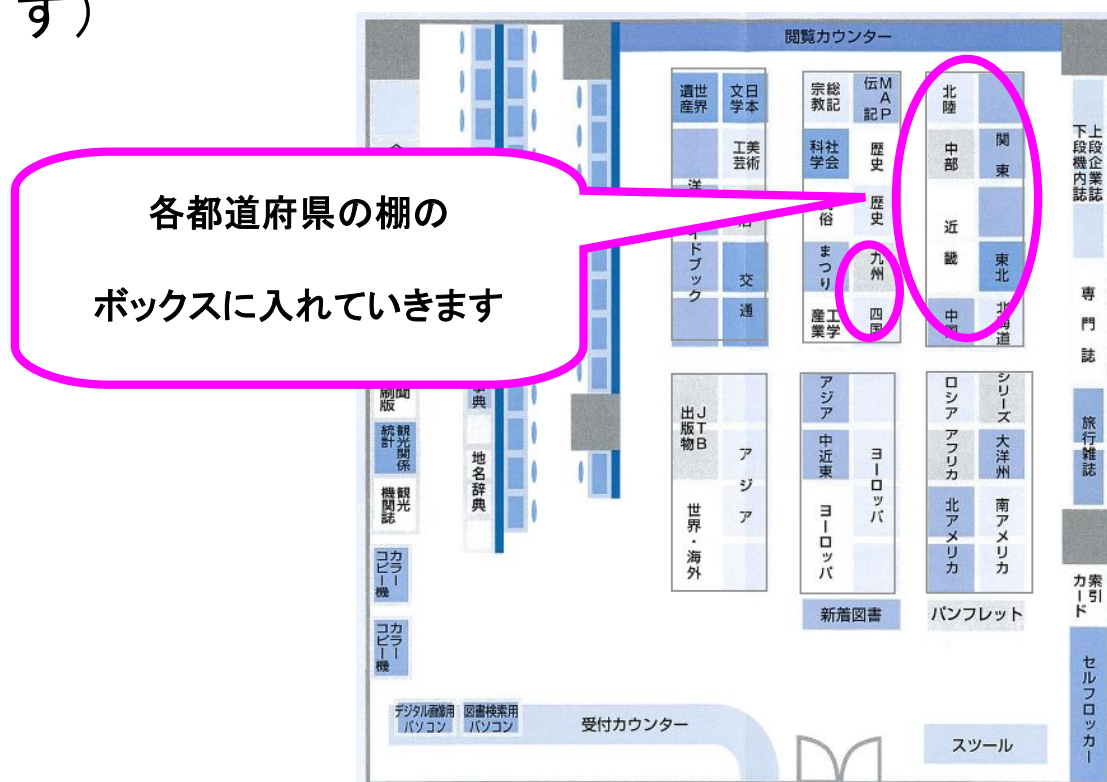 す）
閲覧カウンター
世界遺産
日本文学
総記宗教
MAP伝記
北陸
美術工芸
社会科学
歴史
中部
関東
上段企業誌
下段機内誌
各都道府県の棚の
ボックスに入れていきます
歴史
近畿
イドブック
交通
まつり
九州
東北
工学産業
四国
中国
専門誌
事典
地名辞典
観光関係統計
観光機関誌
カラーコピー機
カラーコピー機
JTB出版物
アジア
世界・海外
アジア
中近東
ヨーロッパ
ヨーロッパ
ロシア
シリーズ
アフリカ
大洋州
北アメリカ
南アメリカ
旅行雑誌
新着図書
パンフレット
索引カード
セルフロッカー
デジタル画像用パソコン
図書検索用パソコン
受付カウンター
スツール